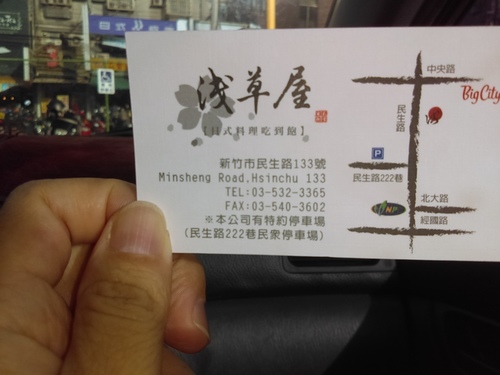 淺草屋
【日式料理吃到飽】
新竹市民生路133號
Minsheng Road.Hsinchu 133
TEL:03-532-3365
FAX:03-540-3602
※本公司有特約停車場
(民生路222巷民眾停車場)
中央路
BigCity
民生路
P
民生路222巷
北大路
經國路